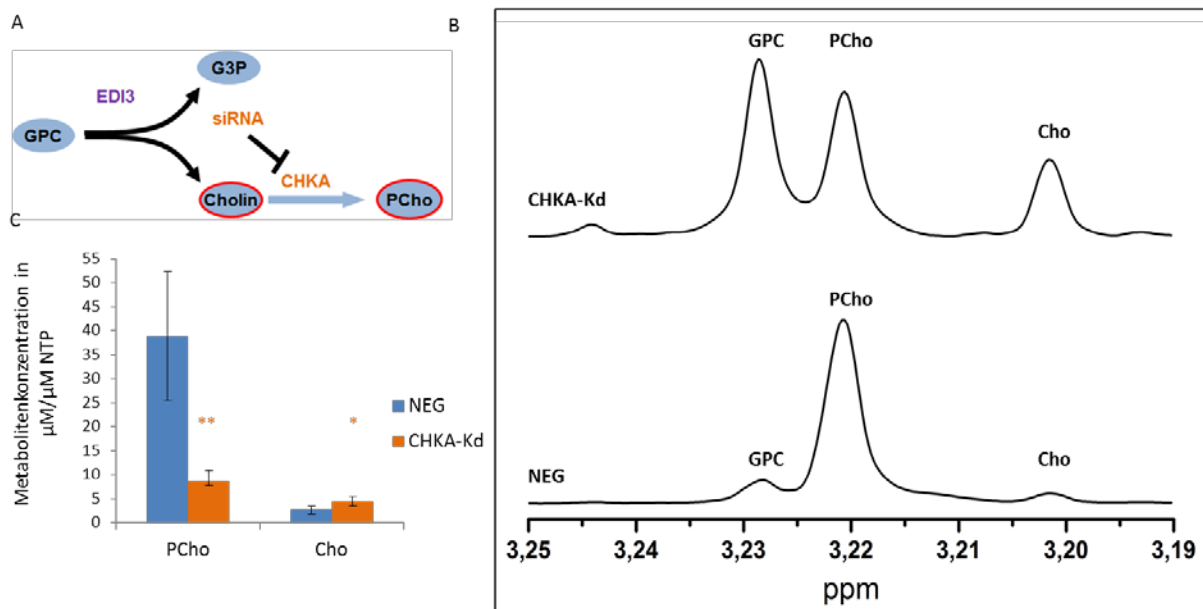 A
G3P
EDI3
siRNA
GPC
CHKA
Cholin
PCho
B
GPC
PCho
Cho
CHKA-Kd
PCho
GPC
Cho
NEG
3,25
3,24
3,23
3,22
3,21
3,20
3,19
ppm
C
Metabolitenkonzentration in
µM/µM NTP
55
50
45
40
35
30
25
20
15
10
5
0
**
*
NEG
CHKA-Kd
PCho
Cho